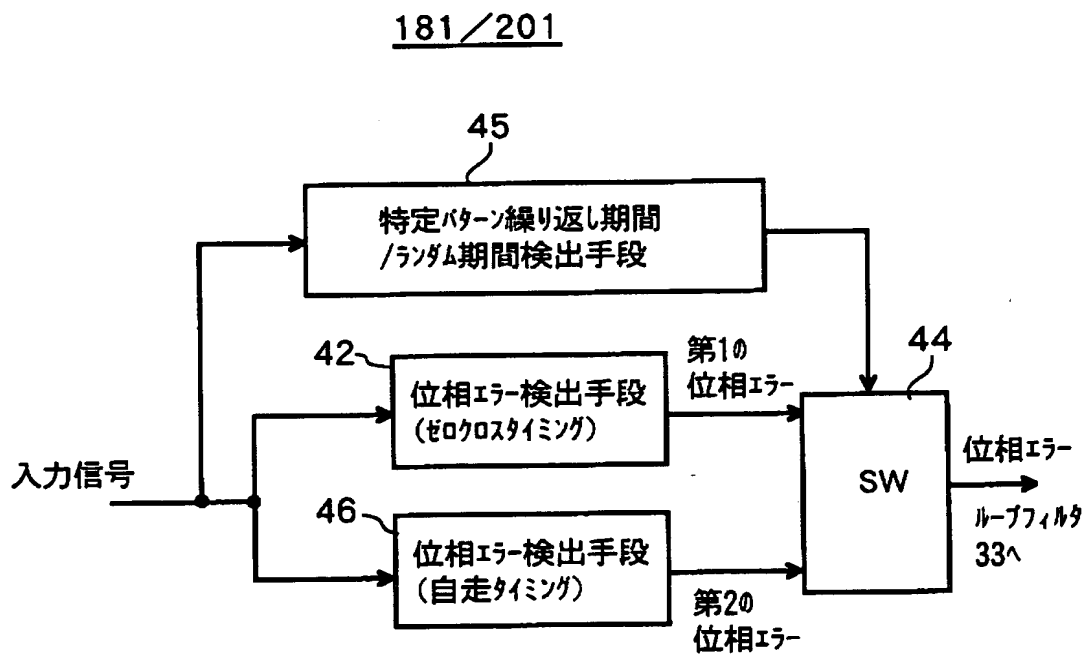 181/201
45
特定パターン繰り返し期間
/ランダム期間検出手段
42
位相エラー検出手段
(ゼロクロスタイミング)
第1の
位相エラー
44
SW
入力信号
位相エラー
ループフィルタ
33へ
46
位相エラー検出手段
(自走タイミング)
第2の
位相エラー